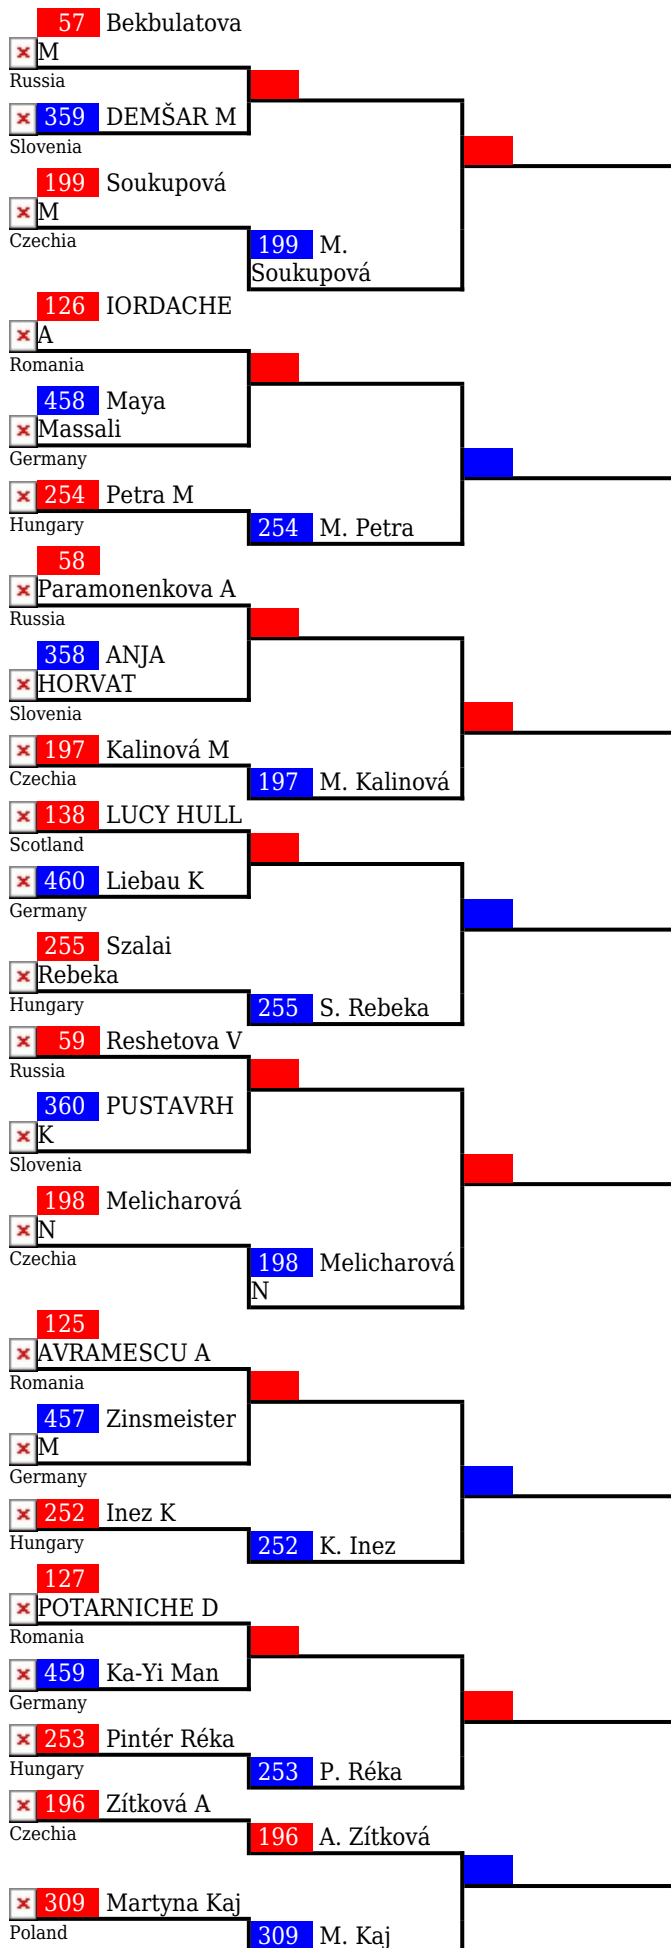 57 Bekbulatova
M
Russia
359 DEMŠAR M
Slovenia
199 Soukupová
M
Czechia
199 M.
Soukupová
126 IORDACHE
A
Romania
458 Maya
Massali
Germany
254 Petra M
Hungary
254 M. Petra
58
Paramonenkova A
Russia
358 ANJA
HORVAT
Slovenia
197 Kalinová M
Czechia
197 M. Kalinová
138 LUCY HULL
Scotland
460 Liebau K
Germany
255 Szalai
Rebeka
Hungary
255 S. Rebeka
59 Reshetova V
Russia
360 PUSTAVRH
K
Slovenia
198 Melicharová
N
Czechia
198 Melicharová
N
125
AVRAMESCU A
Romania
457 Zinsmeister
M
Germany
252 Inez K
Hungary
252 K. Inez
127
POTARNICHE D
Romania
459 Ka-Yi Man
Germany
253 Pintér Réka
Hungary
253 P. Réka
196 Zítková A
Czechia
196 A. Zítková
309 Martyna Kaj
Poland
309 M. Kaj